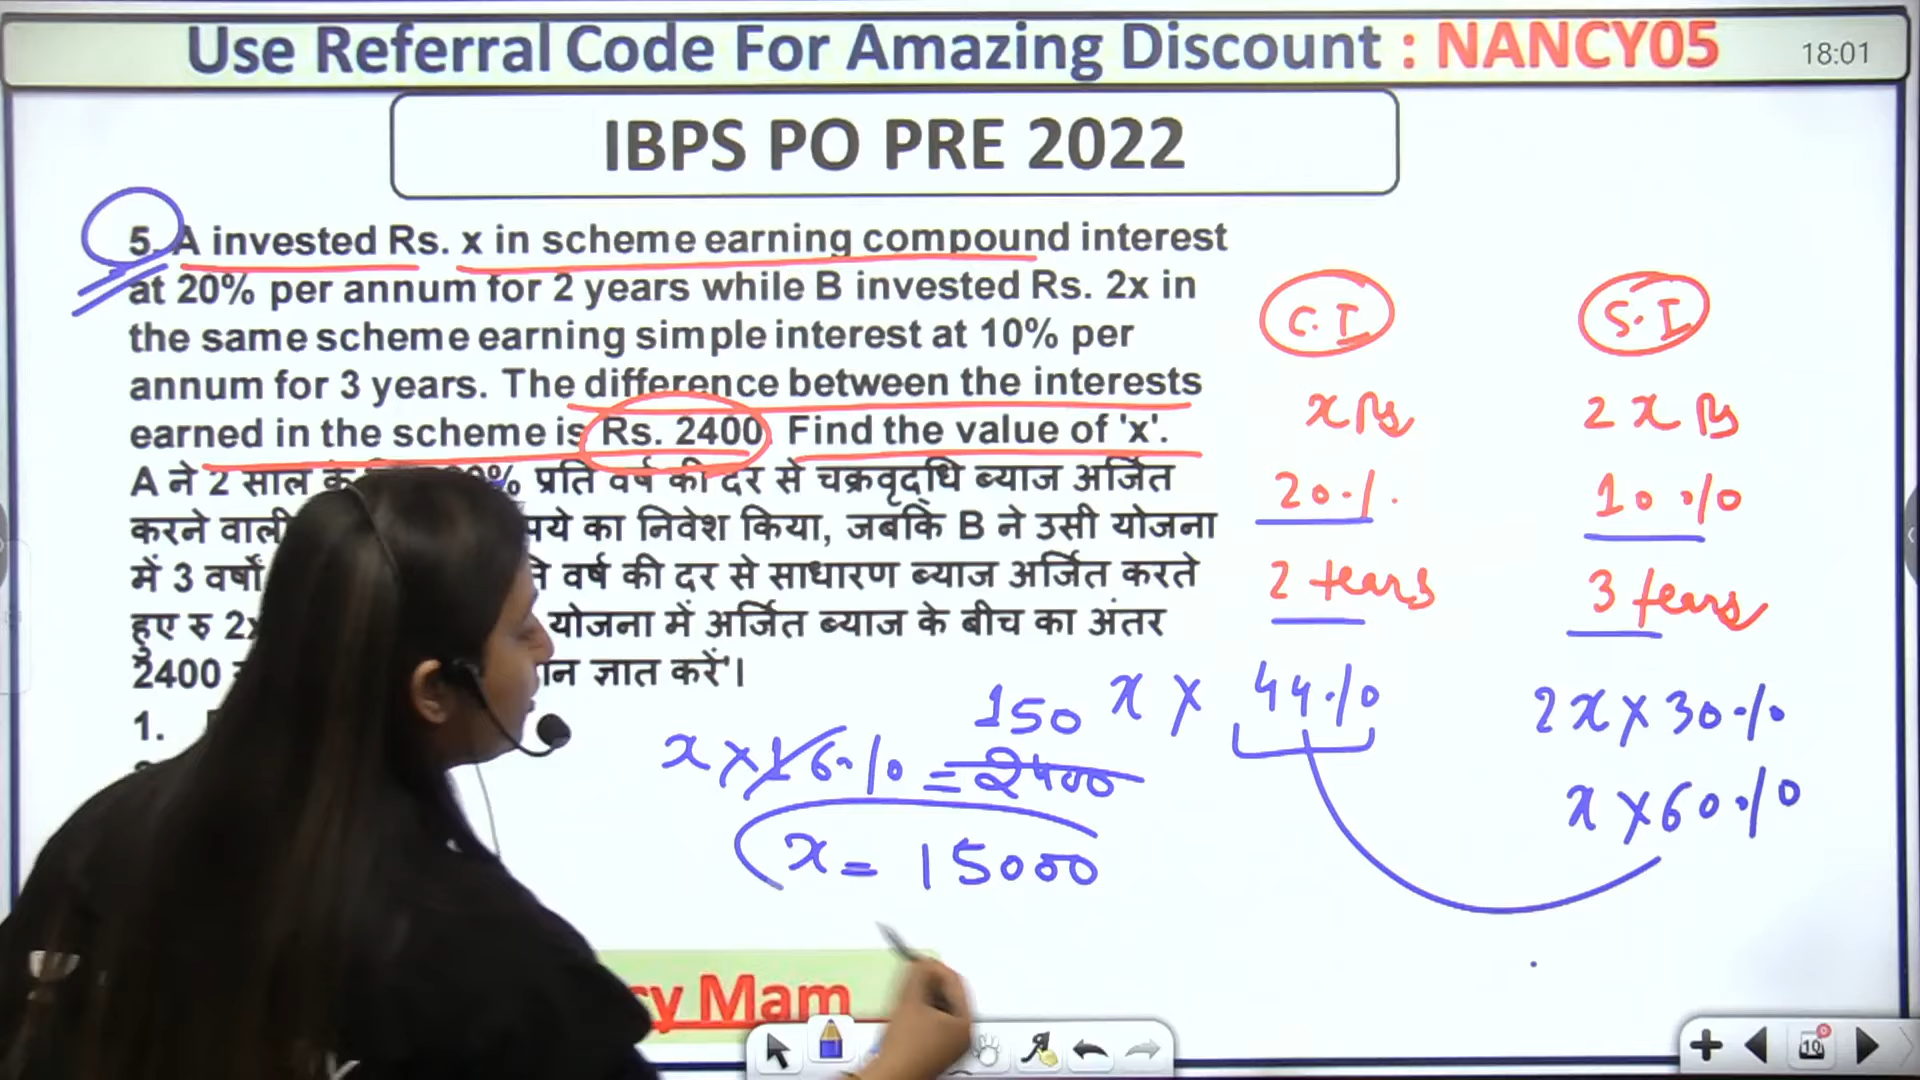 Use Referral Code For Amazing Discount : NANCY05
18:01
IBPS PO PRE 2022
5. A invested Rs. x in scheme earning compound interest
at 20% per annum for 2 years while B invested Rs. 2x in
the same scheme earning simple interest at 10% per
annum for 3 years. The difference between the interests
earned in the scheme is Rs. 2400 Find the value of 'x'.
A ने 2 साल के % प्रति वर्ष की दर से चक्रवृद्धि ब्याज अर्जित
करने वाली का निवेश किया, जबकि B ने उसी योजना
में 3 वर्षों वर्ष की दर से साधारण ब्याज अर्जित करते
हुए रु योजना में अर्जित ब्याज के बीच का अंतर
2400 ज्ञात करें'।
1.
C.I
x Rs
20%
2 years
x × 44%
S.I
2x Rs
10%
3 years
2x × 30%
x × 60%
150
x × 16% = 2400
x = 15000
Mam
10